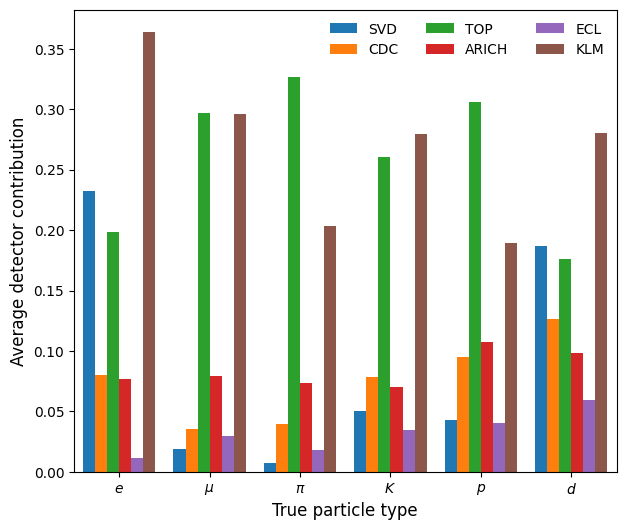 SVD
CDC
TOP
ARICH
ECL
KLM
Average detector contribution
0.35
0.30
0.25
0.20
0.15
0.10
0.05
0.00
e μ π K p d
True particle type